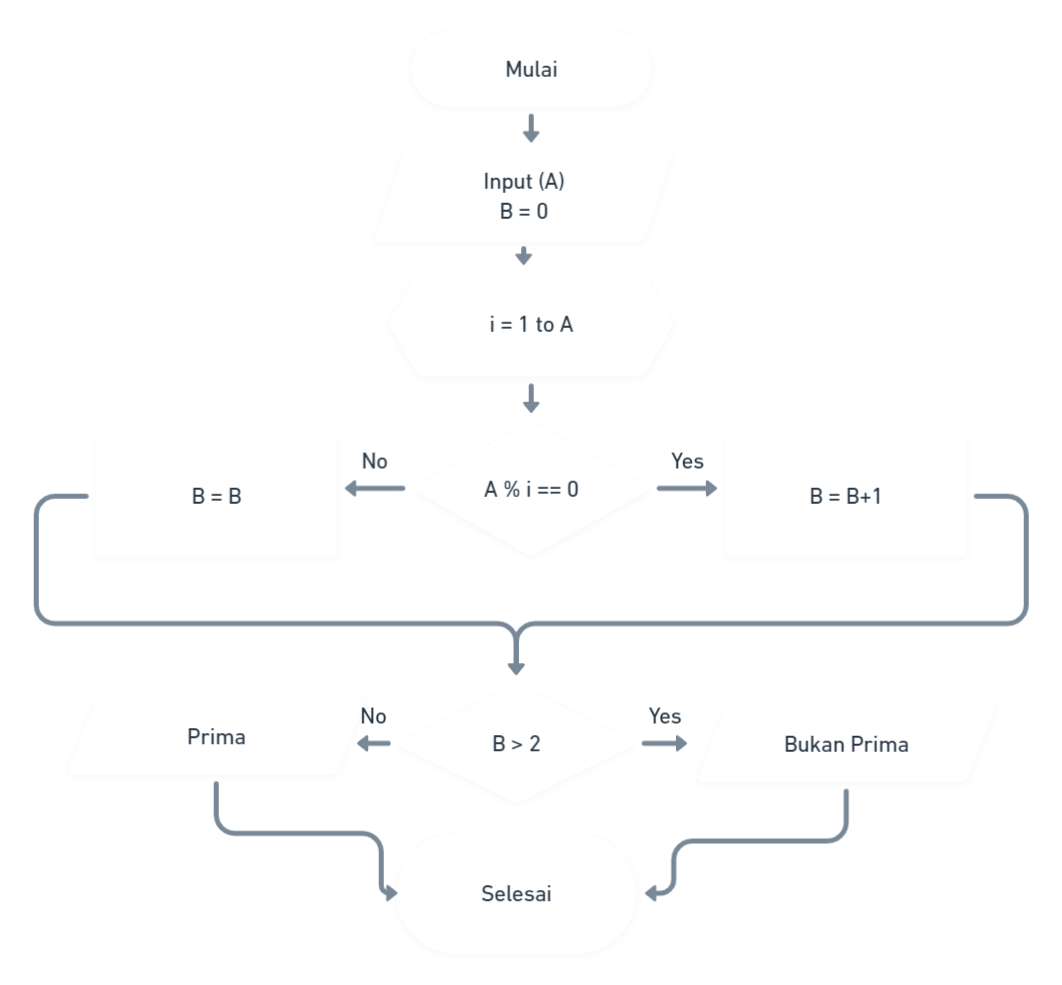 Mulai
Input (A)
B = 0
i = 1 to A
No
Yes
B = B
A % i == 0
B = B+1
No
Yes
Prima
B > 2
Bukan Prima
Selesai